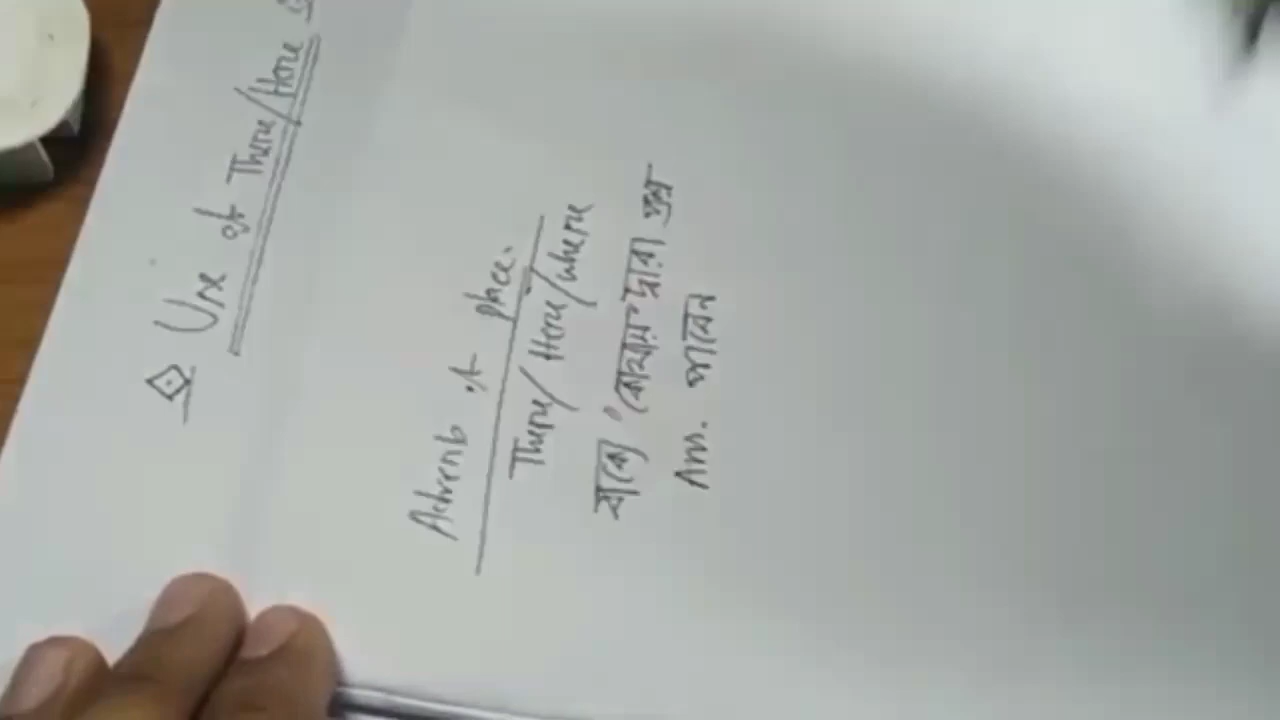 Use of There/Here
Adverb of place.
There/Here/where
বাক্যে "কোথায়" দ্বারা প্রশ্ন
Ans. পাবেন